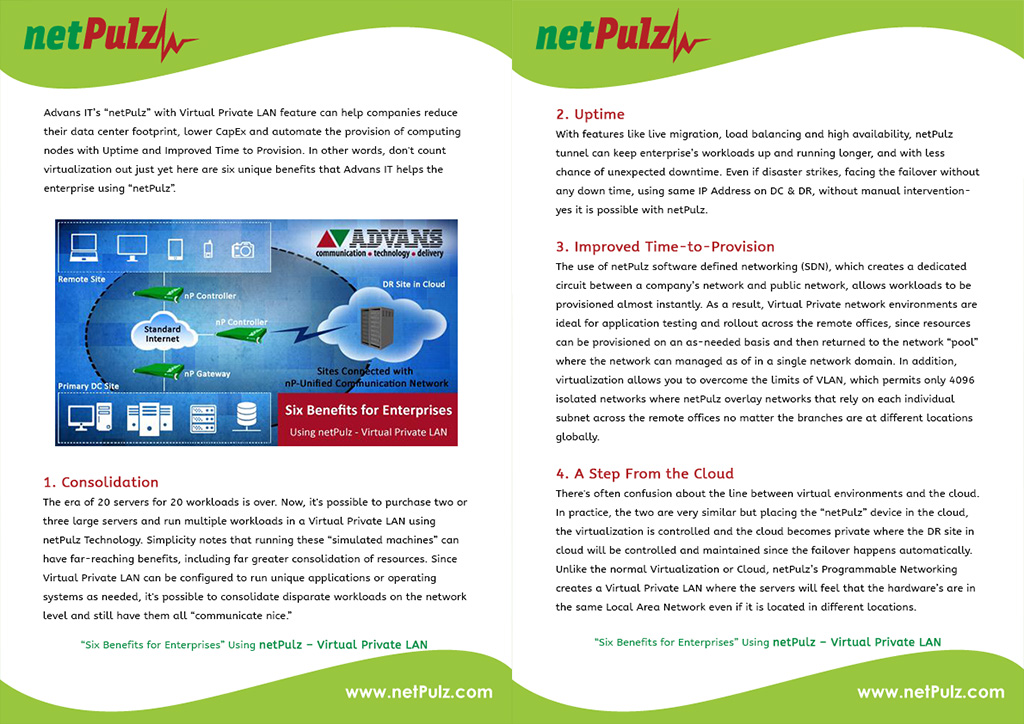 netPulz
Advans IT's “netPulz” with Virtual Private LAN feature can help companies reduce
their data center footprint, lower CapEx and automate the provision of computing
nodes with Uptime and Improved Time to Provision. In other words, don't count
virtualization out just yet here are six unique benefits that Advans IT helps the
enterprise using “netPulz”.
ADVANS
communication • technology • delivery
Remote Site
DR Site in Cloud
nP Controller
nP Controller
Standard
Internet
nP Gateway
Sites Connected with
nP-Unified Communication Network
Primary DC Site
Six Benefits for Enterprises
Using netPulz - Virtual Private LAN
1. Consolidation
The era of 20 servers for 20 workloads is over. Now, it's possible to purchase two or
three large servers and run multiple workloads in a Virtual Private LAN using
netPulz Technology. Simplicity notes that running these “simulated machines” can
have far-reaching benefits, including far greater consolidation of resources. Since
Virtual Private LAN can be configured to run unique applications or operating
systems as needed, it's possible to consolidate disparate workloads on the network
level and still have them all “communicate nice.”
“Six Benefits for Enterprises” Using netPulz – Virtual Private LAN
www.netPulz.com
netPulz
2. Uptime
With features like live migration, load balancing and high availability, netPulz
tunnel can keep enterprise's workloads up and running longer, and with less
chance of unexpected downtime. Even if disaster strikes, facing the failover without
any down time, using same IP Address on DC & DR, without manual intervention-
yes it is possible with netPulz.
3. Improved Time-to-Provision
The use of netPulz software defined networking (SDN), which creates a dedicated
circuit between a company's network and public network, allows workloads to be
provisioned almost instantly. As a result, Virtual Private network environments are
ideal for application testing and rollout across the remote offices, since resources
can be provisioned on an as-needed basis and then returned to the network “pool”
where the network can managed as of in a single network domain. In addition,
virtualization allows you to overcome the limits of VLAN, which permits only 4096
isolated networks where netPulz overlay networks that rely on each individual
subnet across the remote offices no matter the branches are at different locations
globally.
4. A Step From the Cloud
There's often confusion about the line between virtual environments and the cloud.
In practice, the two are very similar but placing the “netPulz” device in the cloud,
the virtualization is controlled and the cloud becomes private where the DR site in
cloud will be controlled and maintained since the failover happens automatically.
Unlike the normal Virtualization or Cloud, netPulz's Programmable Networking
creates a Virtual Private LAN where the servers will feel that the hardware's are in
the same Local Area Network even if it is located in different locations.
“Six Benefits for Enterprises” Using netPulz – Virtual Private LAN
www.netPulz.com